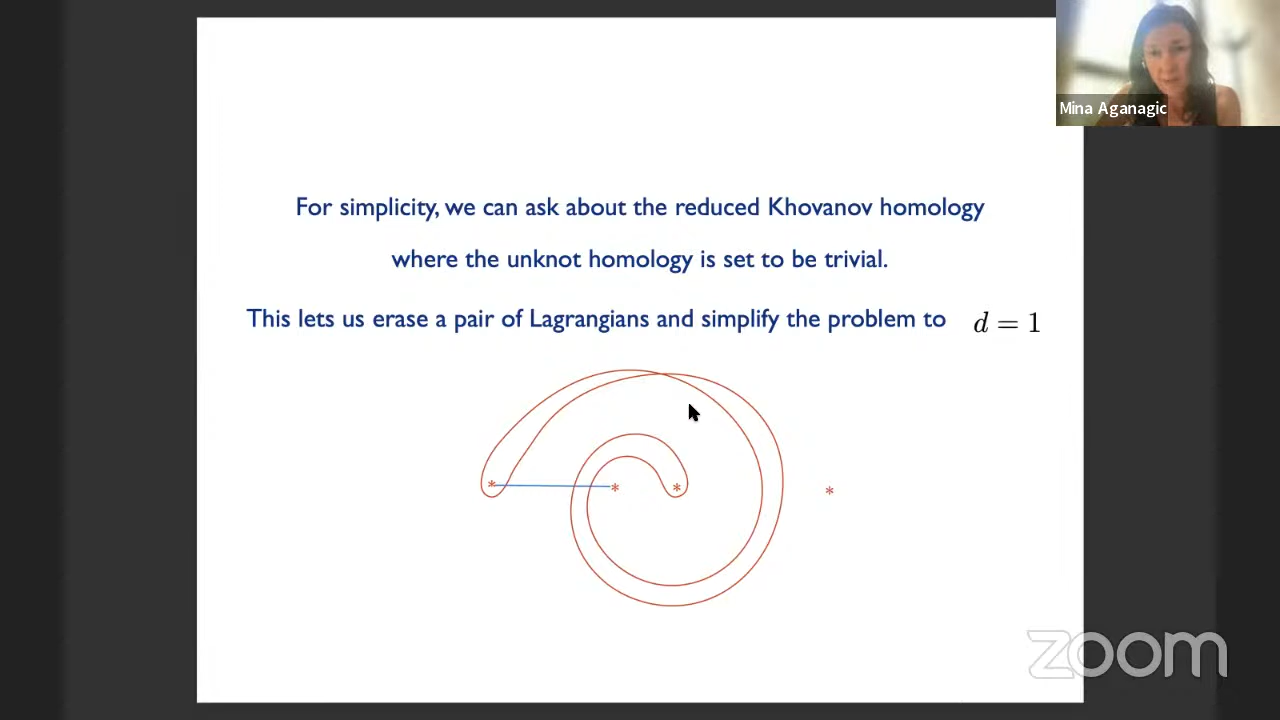 Mina Aganagic
For simplicity, we can ask about the reduced Khovanov homology
where the unknot homology is set to be trivial.
This lets us erase a pair of Lagrangians and simplify the problem to d = 1
* * * *
zoom